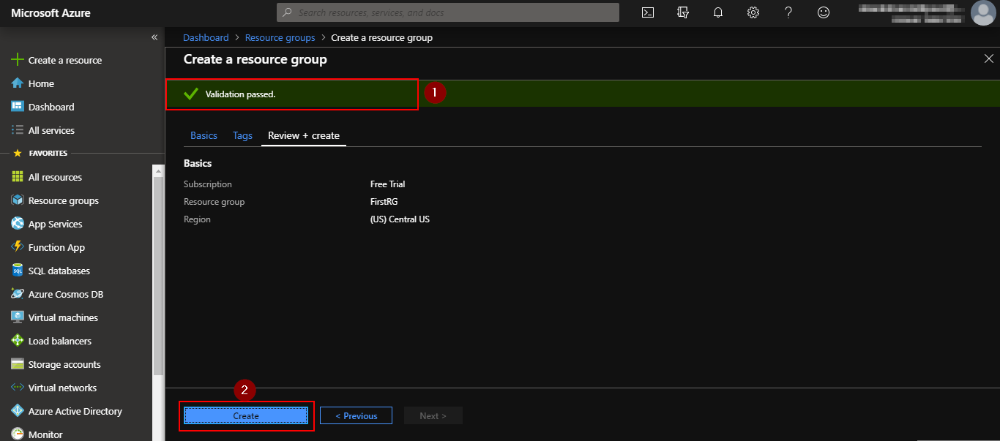 Microsoft Azure
Search resources, services, and docs
«
Dashboard > Resource groups > Create a resource group
Create a resource group
Create a resource
Home
Dashboard
All services
FAVORITES
All resources
Resource groups
App Services
Function App
SQL databases
Azure Cosmos DB
Virtual machines
Load balancers
Storage accounts
Virtual networks
Azure Active Directory
Monitor
Validation passed.
1
Basics Tags Review + create
Basics
Subscription Free Trial
Resource group FirstRG
Region (US) Central US
2
Create < Previous Next >